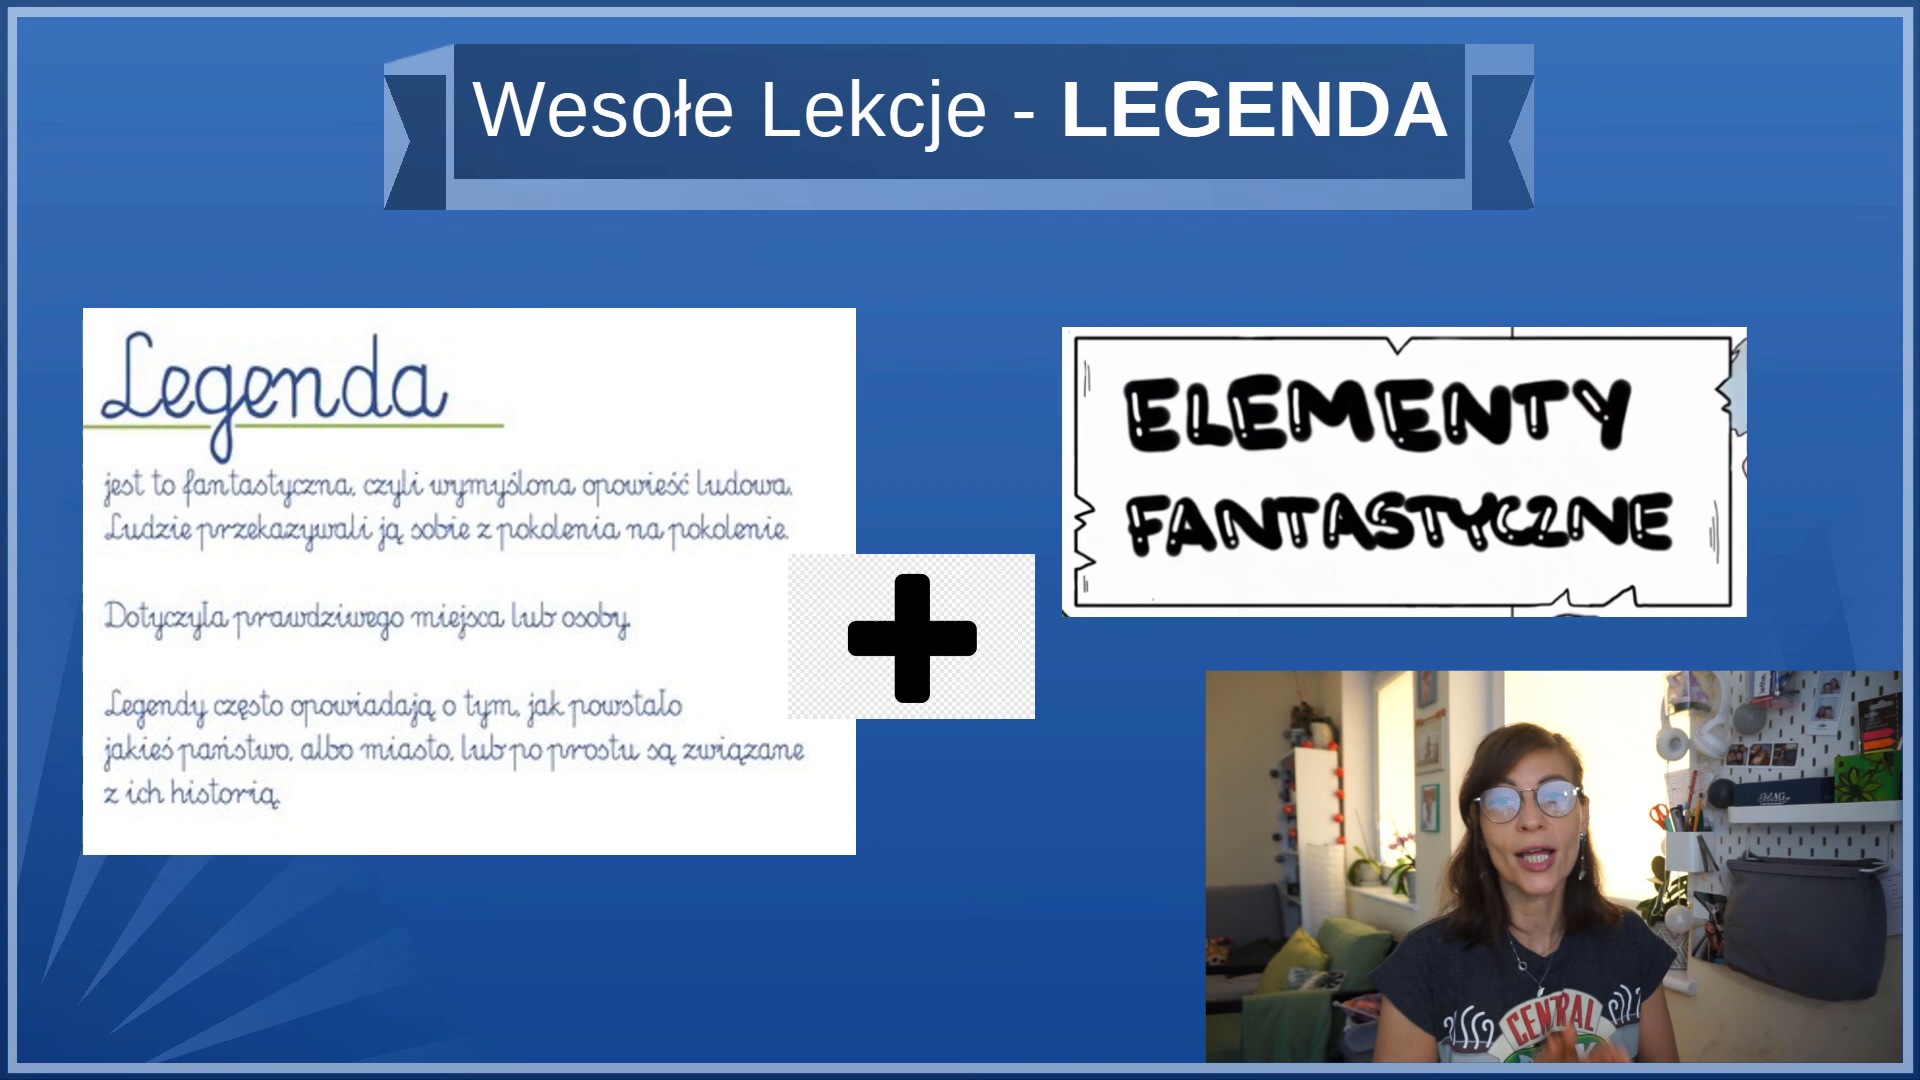 Wesołe Lekcje - LEGENDA
Legenda
jest to fantastyczna, czyli wymyślona opowieść ludowa.
Ludzie przekazywali ją sobie z pokolenia na pokolenie.
Dotyczyła prawdziwego miejsca lub osoby.
Legendy często opowiadają o tym, jak powstało
jakieś państwo, albo miasto, lub po prostu są związane
z ich historią.
ELEMENTY
FANTASTYCZNE
CENTRAL